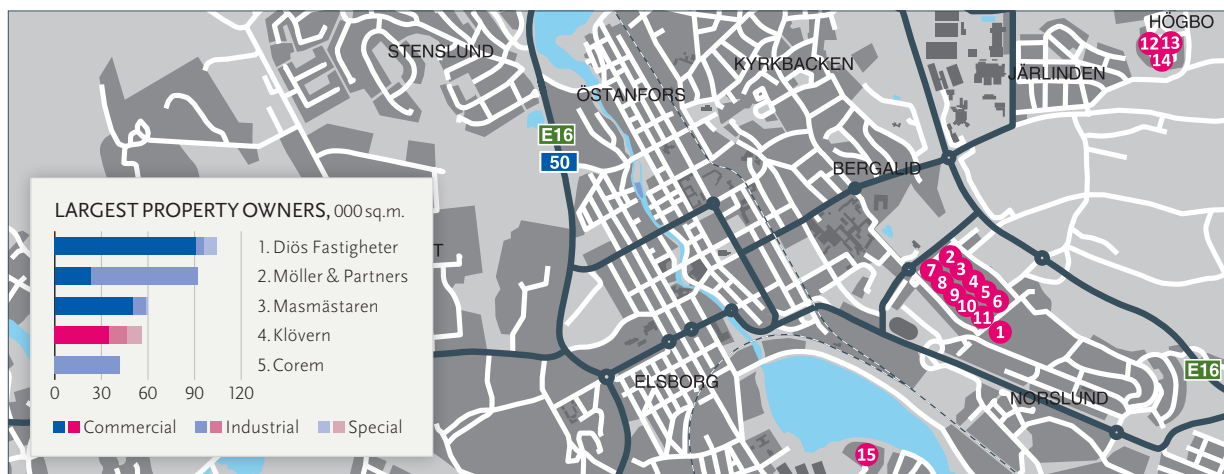 HÖGBO
12 13
14
STENSLUND
KYRKBACKEN
JÄRLINDEN
ÖSTANFORS
E16
50
BERGALID
LARGEST PROPERTY OWNERS, 000 sq.m.
1. Diös Fastigheter
2. Möller & Partners
3. Masmästaren
4. Klövern
5. Corem
0 30 60 90 120
Commercial Industrial Special
T
2
7 3
8 4
9 5
10 6
11
1
E16
ELSBORG
NORSLUND
15